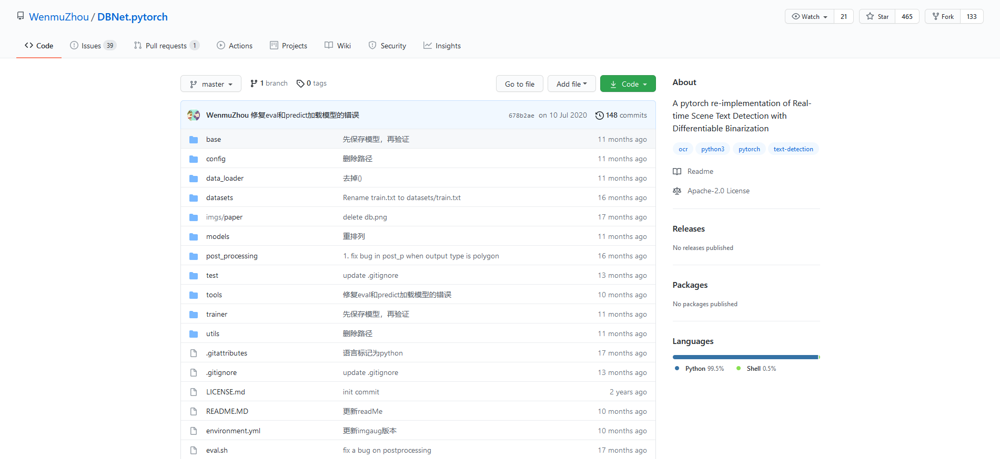 WenmuZhou / DBNet.pytorch
Watch 21 Star 465 Fork 133
Code Issues 39 Pull requests 1 Actions Projects Wiki Security Insights
master 1 branch 0 tags Go to file Add file Code
WenmuZhou 修复eval和predict加载模型的错误 678b2ae on 10 Jul 2020 148 commits
base 先保存模型，再验证 11 months ago
config 删除路径 11 months ago
data_loader 去掉() 11 months ago
datasets Rename train.txt to datasets/train.txt 16 months ago
imgs/paper delete db.png 17 months ago
models 重排列 11 months ago
post_processing 1. fix bug in post_p when output type is polygon 16 months ago
test update .gitignore 13 months ago
tools 修复eval和predict加载模型的错误 10 months ago
trainer 先保存模型，再验证 11 months ago
utils 删除路径 11 months ago
.gitattributes 语言标记为python 17 months ago
.gitignore update .gitignore 13 months ago
LICENSE.md init commit 2 years ago
README.MD 更新readMe 10 months ago
environment.yml 更新imgaug版本 10 months ago
eval.sh fix a bug on postprocessing 17 months ago
About
A pytorch re-implementation of Real-
time Scene Text Detection with
Differentiable Binarization
ocr python3 pytorch text-detection
Readme
Apache-2.0 License
Releases
No releases published
Packages
No packages published
Languages
Python 99.5% Shell 0.5%